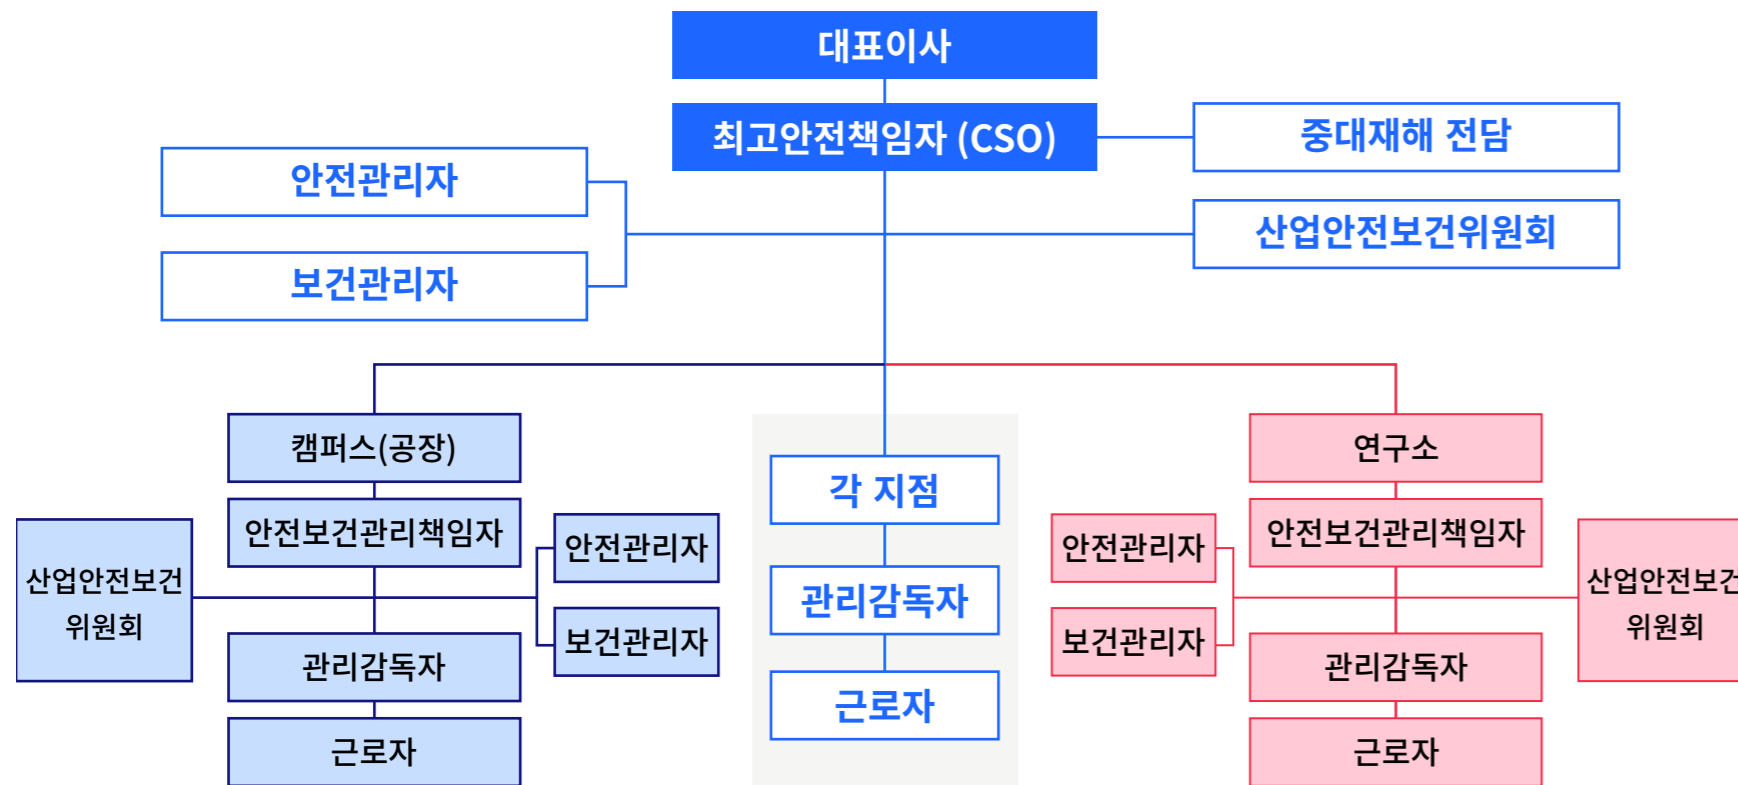 대표이사
최고안전책임자 (CSO)
중대재해 전담
안전관리자
산업안전보건위원회
보건관리자
캠퍼스(공장)
안전보건관리책임자
산업안전보건
위원회
안전관리자
보건관리자
관리감독자
근로자
각 지점
관리감독자
근로자
연구소
안전보건관리책임자
안전관리자
보건관리자
산업안전보건
위원회
관리감독자
근로자